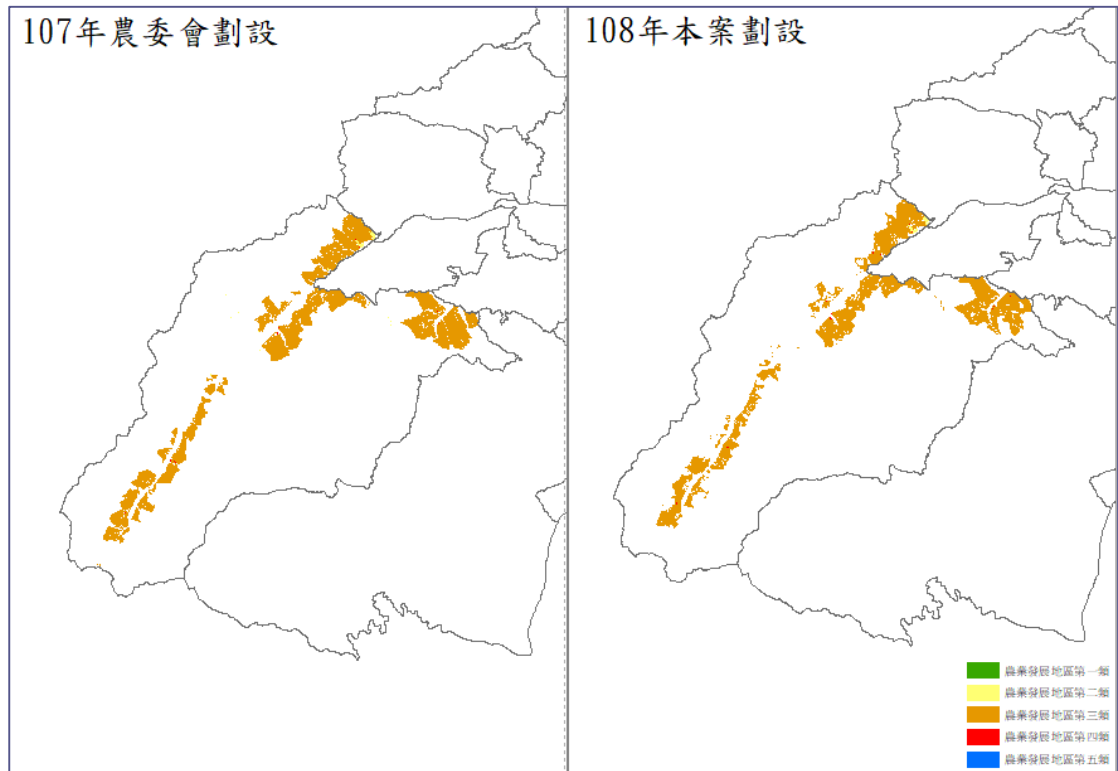 107年農委會劃設
108年本案劃設
農業發展地區第一類
農業發展地區第二類
農業發展地區第三類
農業發展地區第四類
農業發展地區第五類